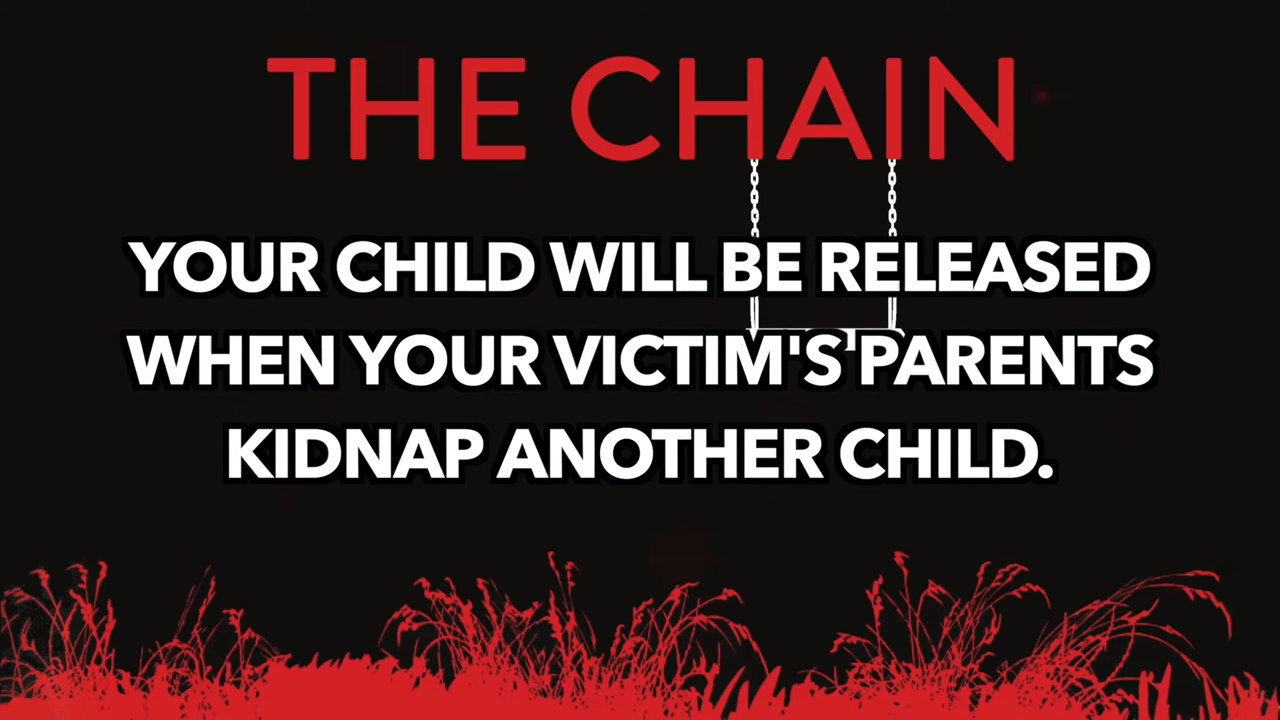 THE CHAIN
YOUR CHILD WILL BE RELEASED
WHEN YOUR VICTIM'S PARENTS
KIDNAP ANOTHER CHILD.